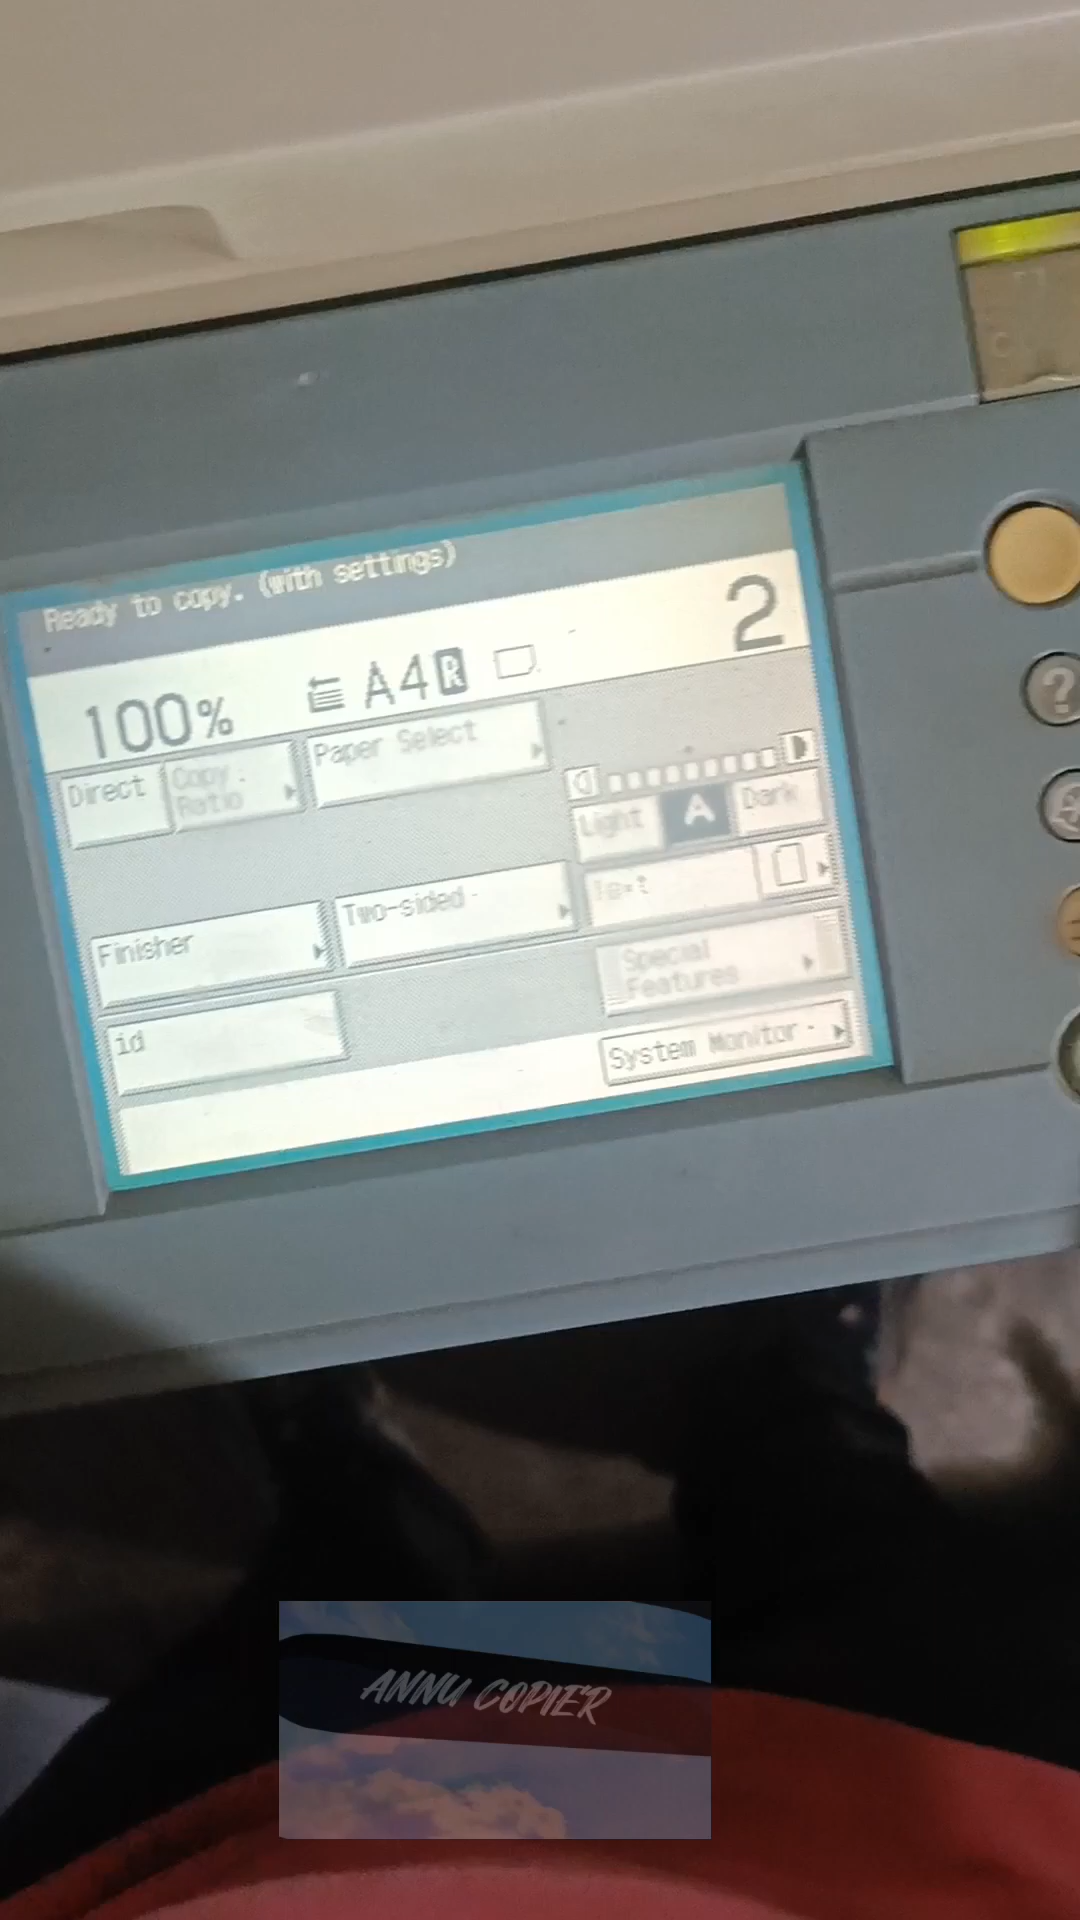 Ready to copy. (with settings)
100% A4R 2
Direct
Copy
Ratio
Paper Select
Light A Dark
Text
Finisher
Two-sided
Special
Features
id
System Monitor
?
ANNU COPIER